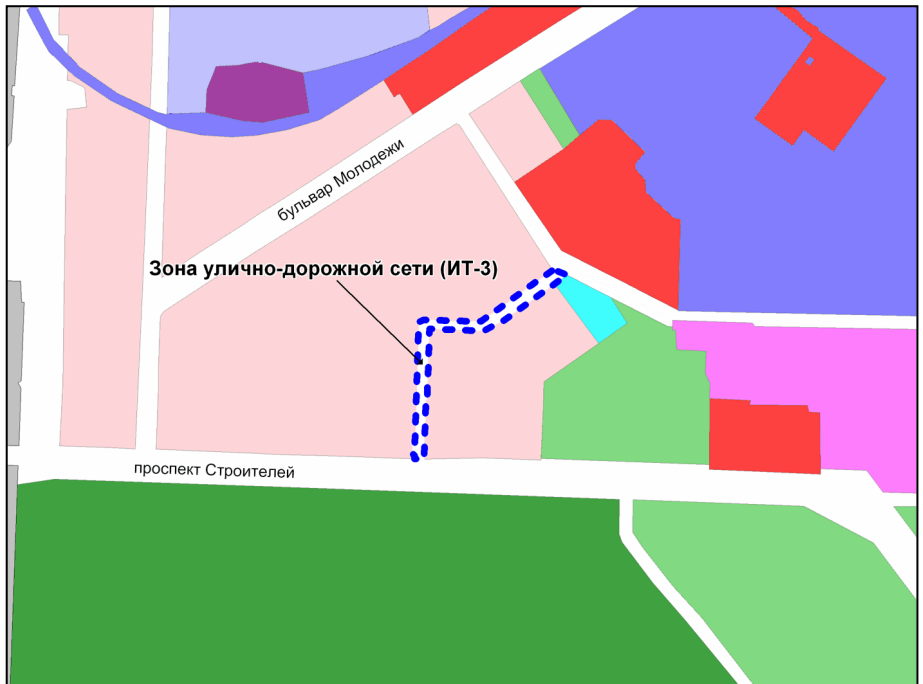 бульвар Молодежи
Зона улично-дорожной сети (ИТ-3)
проспект Строителей